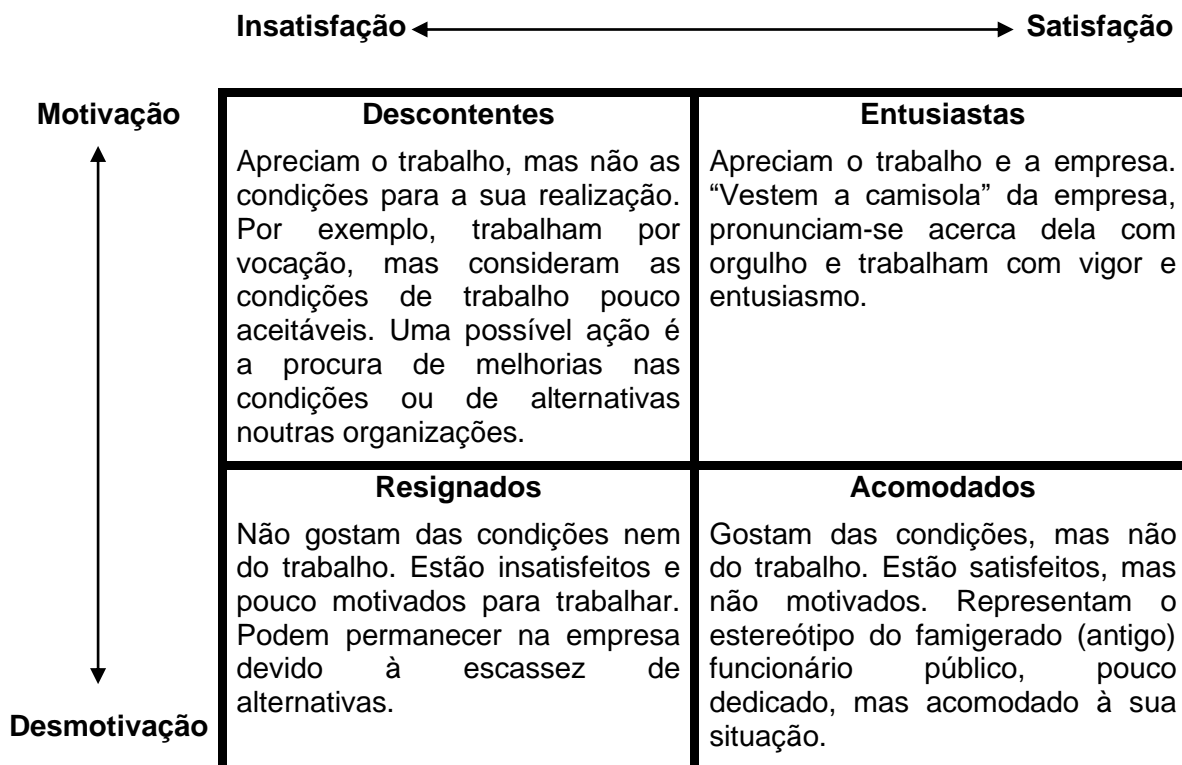 Insatisfação Satisfação
Motivação
Descontentes
Apreciam o trabalho, mas não as
condições para a sua realização.
Por exemplo, trabalham por
vocação, mas consideram as
condições de trabalho pouco
aceitáveis. Uma possível ação é
a procura de melhorias nas
condições ou de alternativas
noutras organizações.
Entusiastas
Apreciam o trabalho e a empresa.
“Vestem a camisola” da empresa,
pronunciam-se acerca dela com
orgulho e trabalham com vigor e
entusiasmo.
Resignados
Não gostam das condições nem
do trabalho. Estão insatisfeitos e
pouco motivados para trabalhar.
Podem permanecer na empresa
devido à escassez de
alternativas.
Acomodados
Gostam das condições, mas não
do trabalho. Estão satisfeitos, mas
não motivados. Representam o
estereótipo do famigerado (antigo)
funcionário público, pouco
dedicado, mas acomodado à sua
situação.
Desmotivação